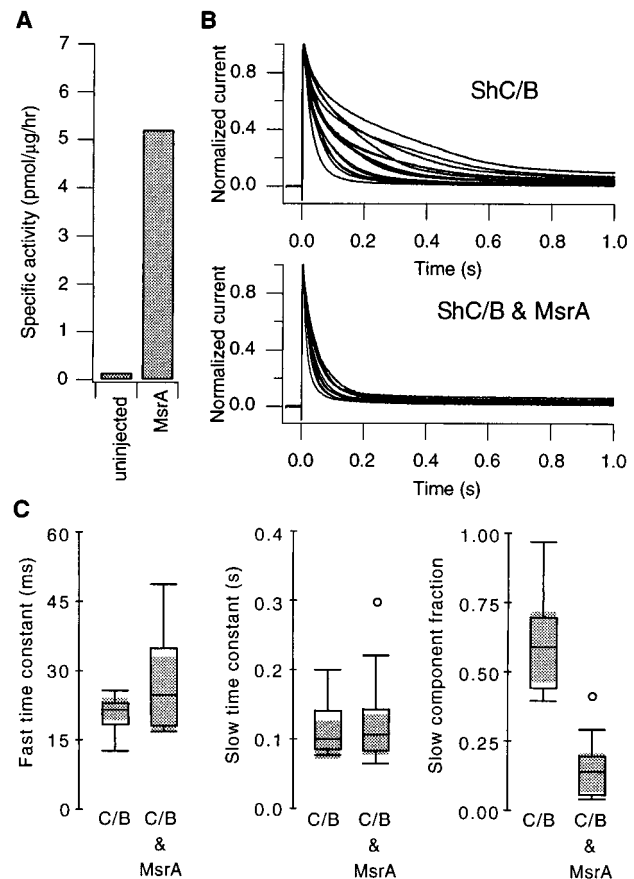 A
Specific activity (pmol/µg/hr)
7
6
5
4
3
2
1
0
uninjected
MsrA
B
Normalized current
0.8
0.4
0.0
ShC/B
0.0 0.2 0.4 0.6 0.8 1.0
Time (s)
Normalized current
0.8
0.4
0.0
ShC/B & MsrA
0.0 0.2 0.4 0.6 0.8 1.0
Time (s)
C
Fast time constant (ms)
60
45
30
15
0
C/B C/B
&
MsrA
Slow time constant (s)
0.4
0.3
0.2
0.1
0.0
C/B C/B
&
MsrA
Slow component fraction
1.00
0.75
0.50
0.25
0.00
C/B C/B
&
MsrA